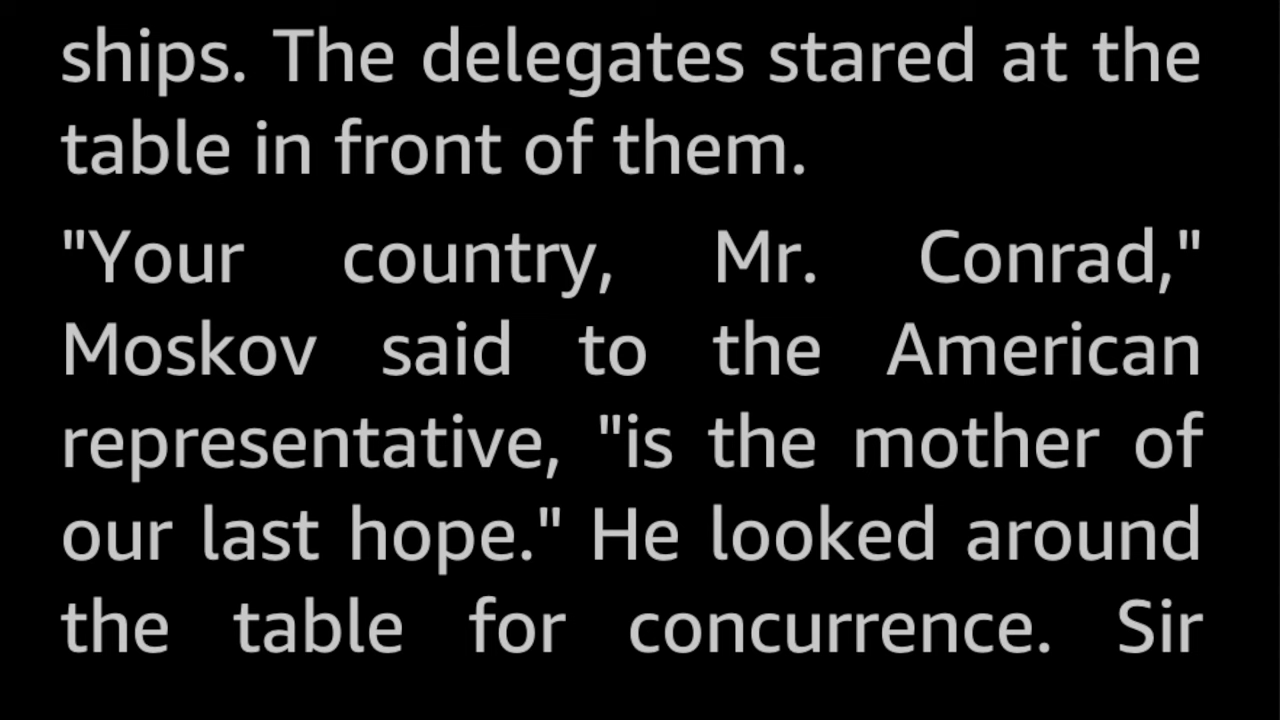 ships. The delegates stared at the
table in front of them.
"Your country, Mr. Conrad,"
Moskov said to the American
representative, "is the mother of
our last hope." He looked around
the table for concurrence. Sir